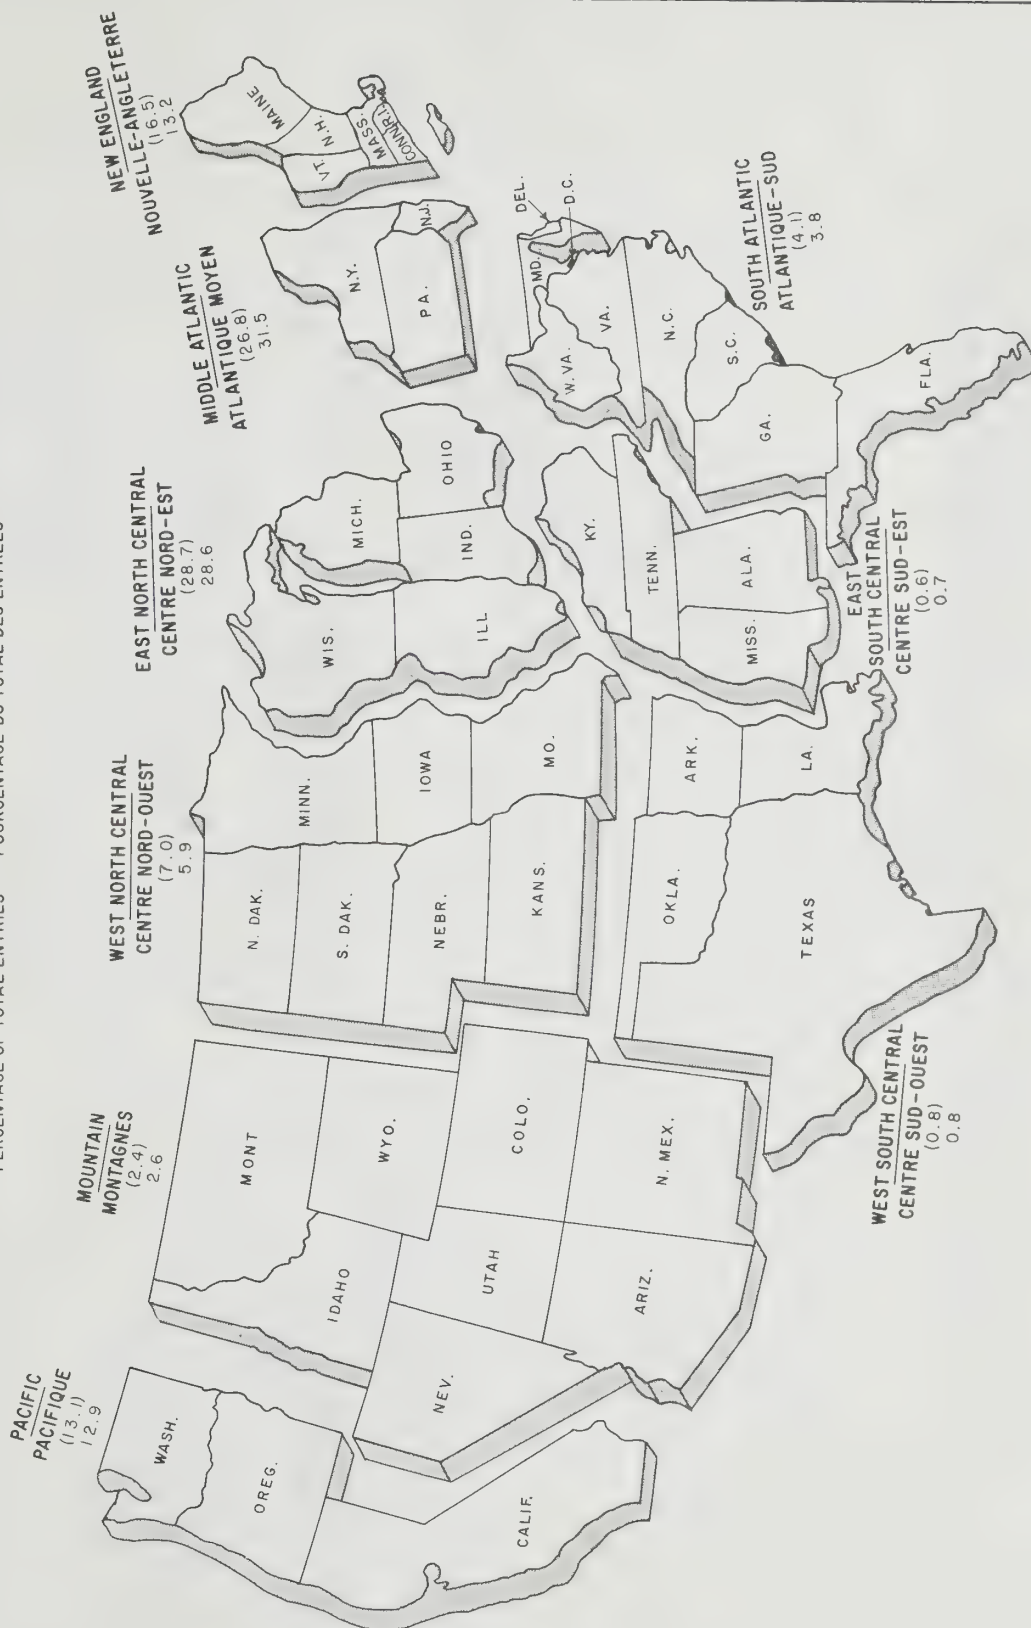 PERCENTAGE OF TOTAL ENTRIES - POURCENTAGE DU TOTAL DES ENTRÉES
PACIFIC
PACIFIQUE
(13.1)
12.9
MOUNTAIN
MONTAGNES
(2.4)
2.6
WEST NORTH CENTRAL
CENTRE NORD-OUEST
(7.0)
5.9
EAST NORTH CENTRAL
CENTRE NORD-EST
(28.7)
28.6
MIDDLE ATLANTIC
ATLANTIQUE MOYEN
(26.8)
31.5
NEW ENGLAND
NOUVELLE-ANGLETERRE
(16.5)
13.2
WASH.
OREG.
CALIF.
MONT
IDAHO
WYO.
NEV.
UTAH
COLO.
ARIZ.
N. MEX.
N. DAK.
S. DAK.
NEBR.
KANS.
MINN.
IOWA
MO.
WIS.
MICH.
ILL
IND.
OHIO
N.Y.
PA.
N.J.
MAINE
VT.
N.H.
MASS.
CONN.
R.I.
OKLA.
ARK.
TEXAS
LA.
KY.
TENN.
MISS.
ALA.
DEL.
MD.
D.C.
W. VA.
VA.
N.C.
S.C.
GA.
FLA.
WEST SOUTH CENTRAL
CENTRE SUD-OUEST
(0.8)
0.8
EAST
SOUTH CENTRAL
CENTRE SUD-EST
(0.6)
0.7
SOUTH ATLANTIC
ATLANTIQUE-SUD
(4.1)
3.8